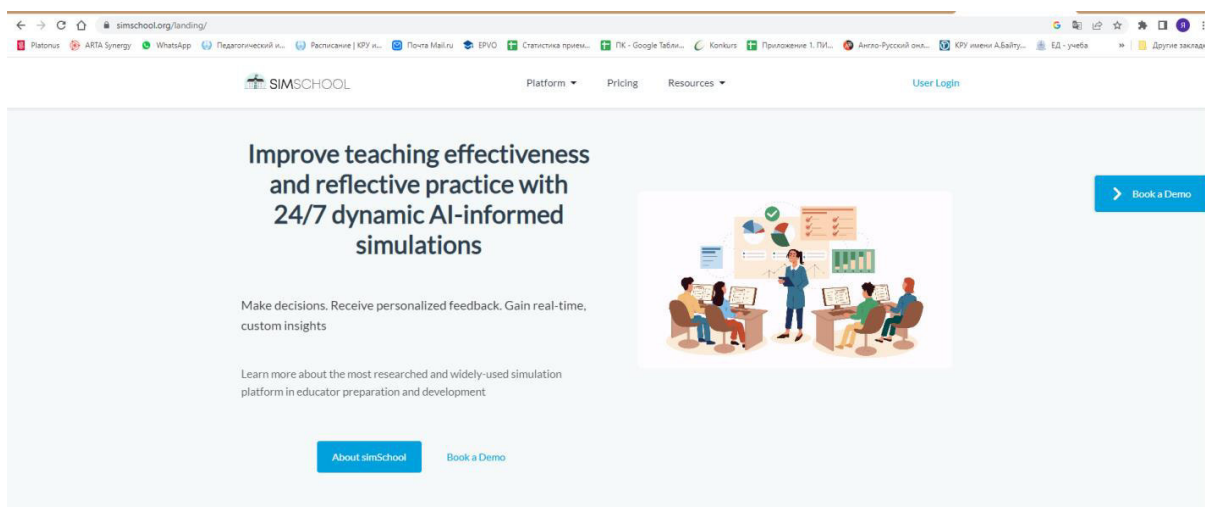 simschool.org/landing/
Platonus ARTA Synergy WhatsApp Педагогический и... Расписание | КРУ и... Почта Mail.ru EPVO Статистика прием... ПК - Google Табли... Konkurs Приложение 1. ПИ... Англо-Русский онл... КРУ имени А.Байту... ЕД - учеба » Другие закладк
SIMSCHOOL Platform Pricing Resources User Login
Improve teaching effectiveness
and reflective practice with
24/7 dynamic AI-informed
simulations
Book a Demo
Make decisions. Receive personalized feedback. Gain real-time,
custom insights
Learn more about the most researched and widely-used simulation
platform in educator preparation and development
About simSchool Book a Demo